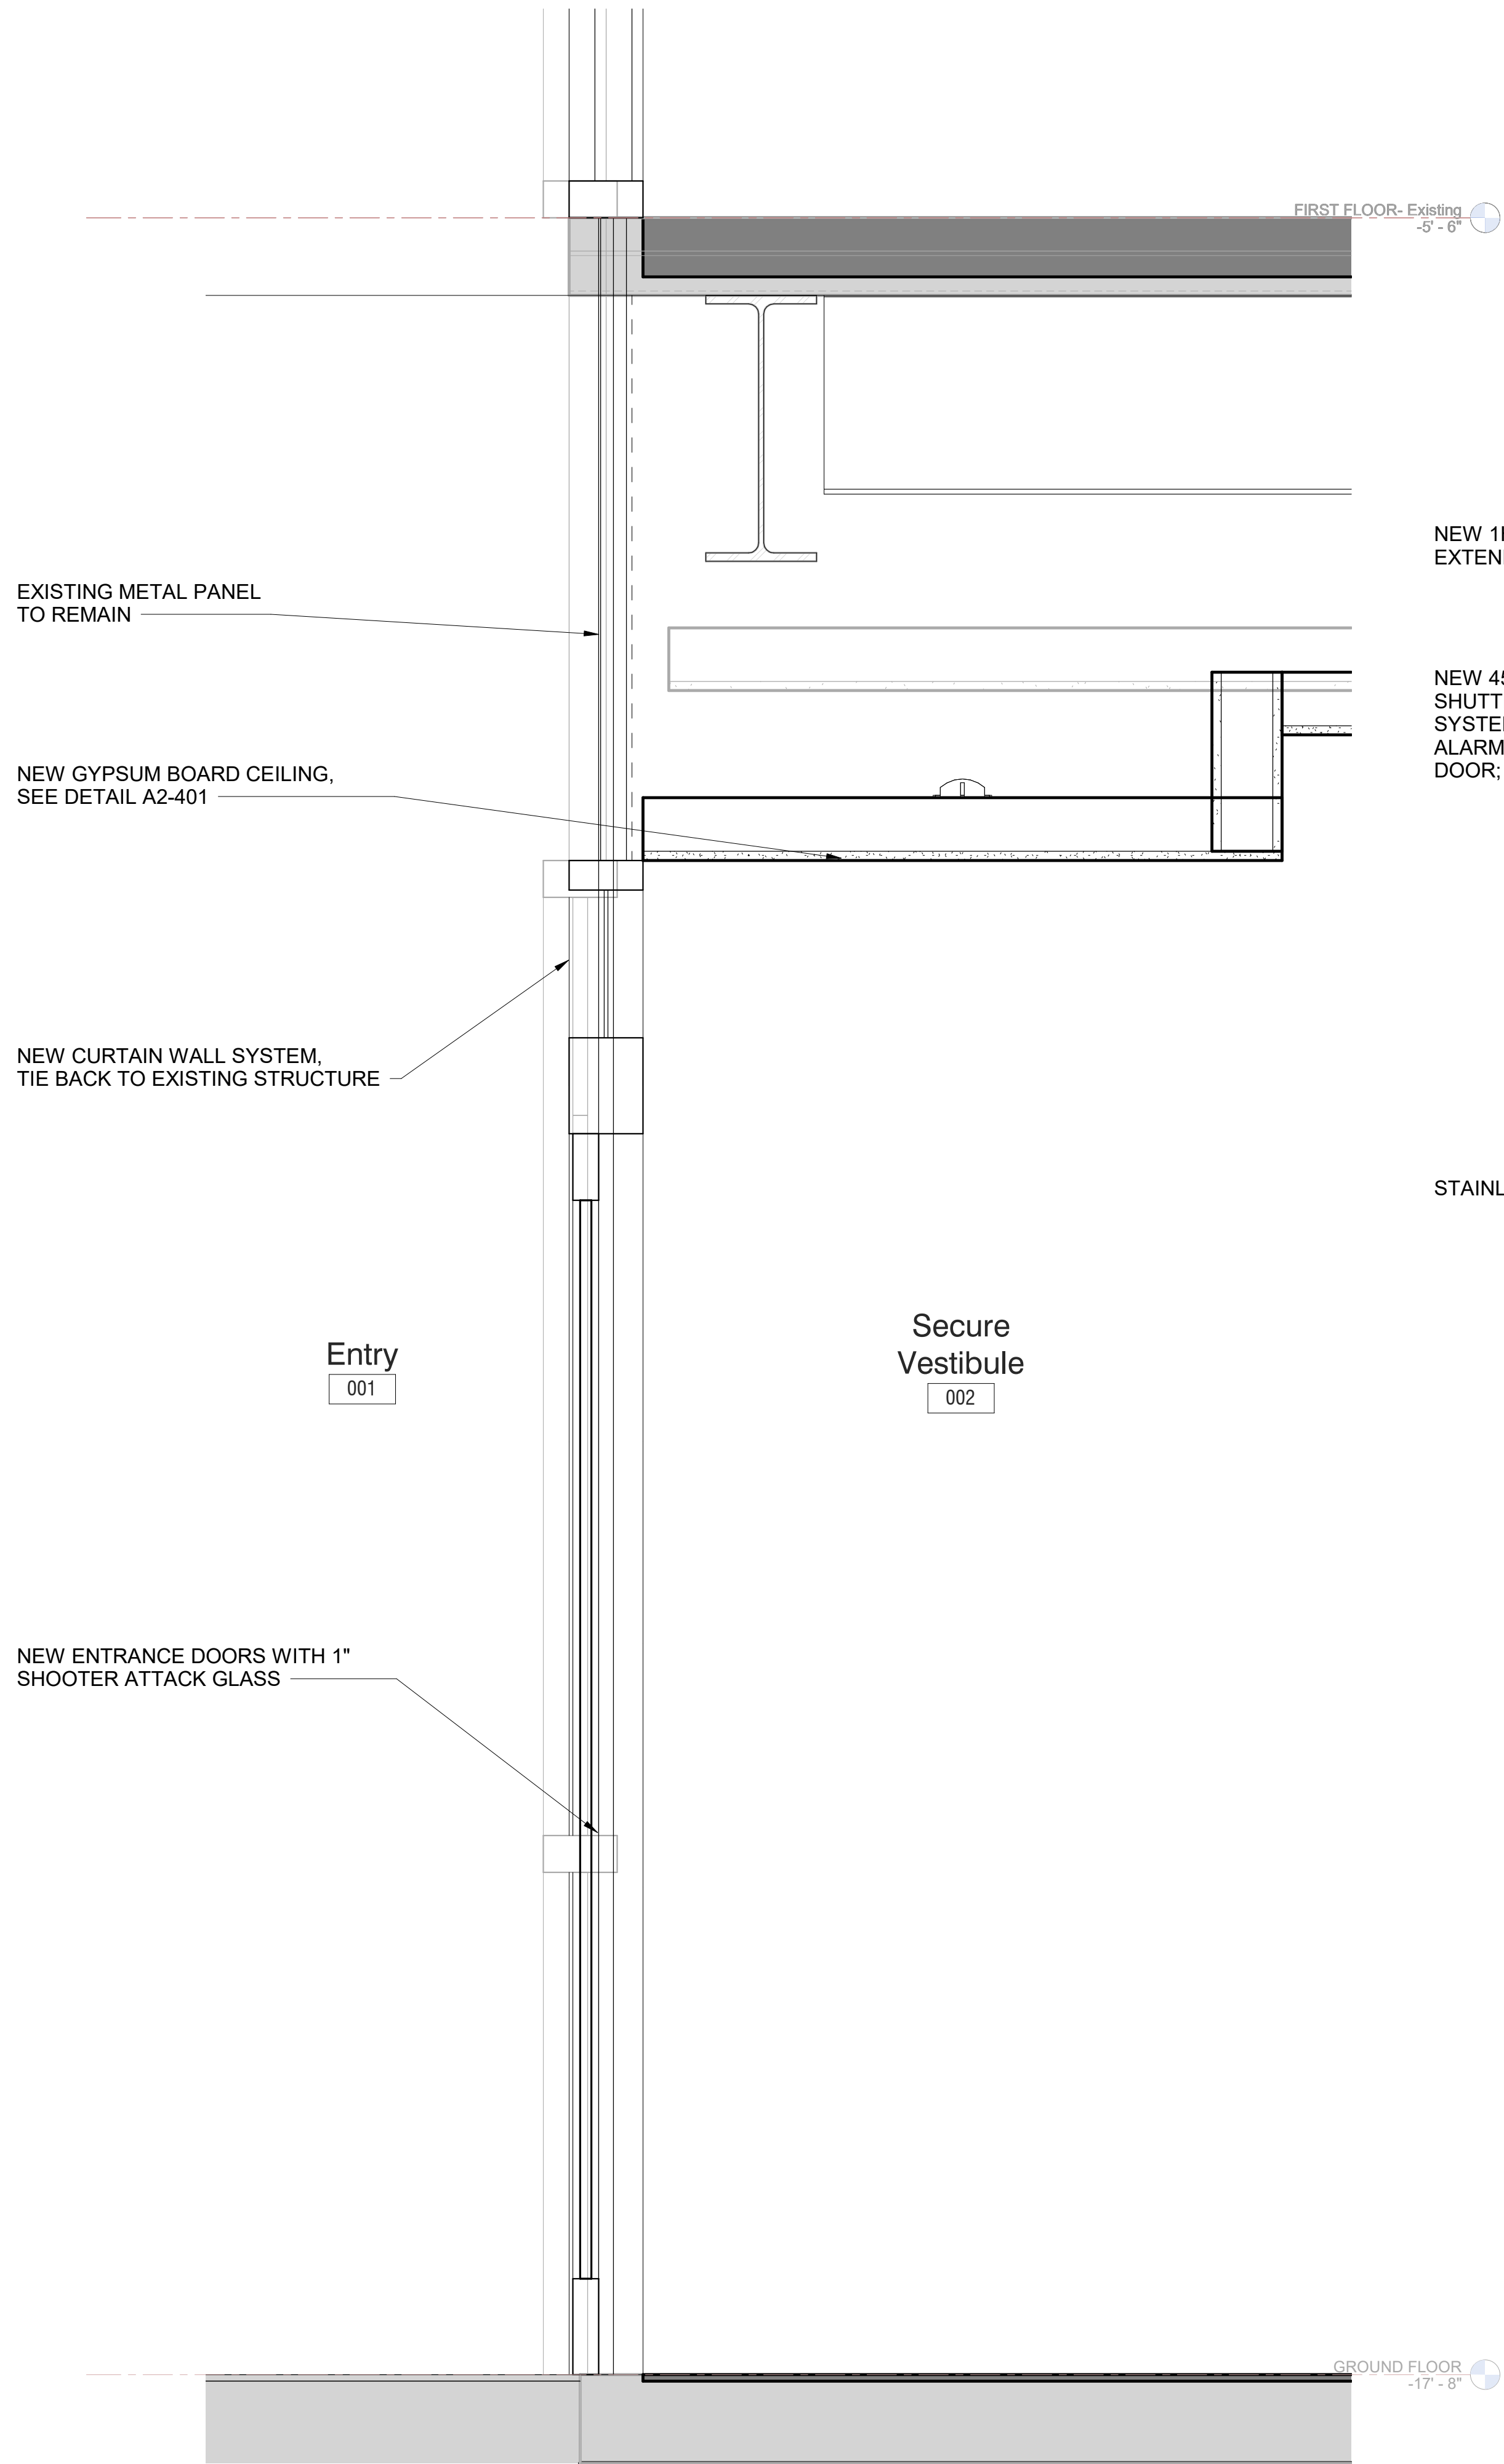 FIRST FLOOR- Existing
-5' - 6"
NEW 1
EXTEN
EXISTING METAL PANEL
TO REMAIN
NEW 45
SHUTT
SYSTE
ALARM
DOOR;
NEW GYPSUM BOARD CEILING,
SEE DETAIL A2-401
NEW CURTAIN WALL SYSTEM,
TIE BACK TO EXISTING STRUCTURE
STAINL
Entry
001
Secure
Vestibule
002
NEW ENTRANCE DOORS WITH 1"
SHOOTER ATTACK GLASS
GROUND FLOOR
-17' - 8"